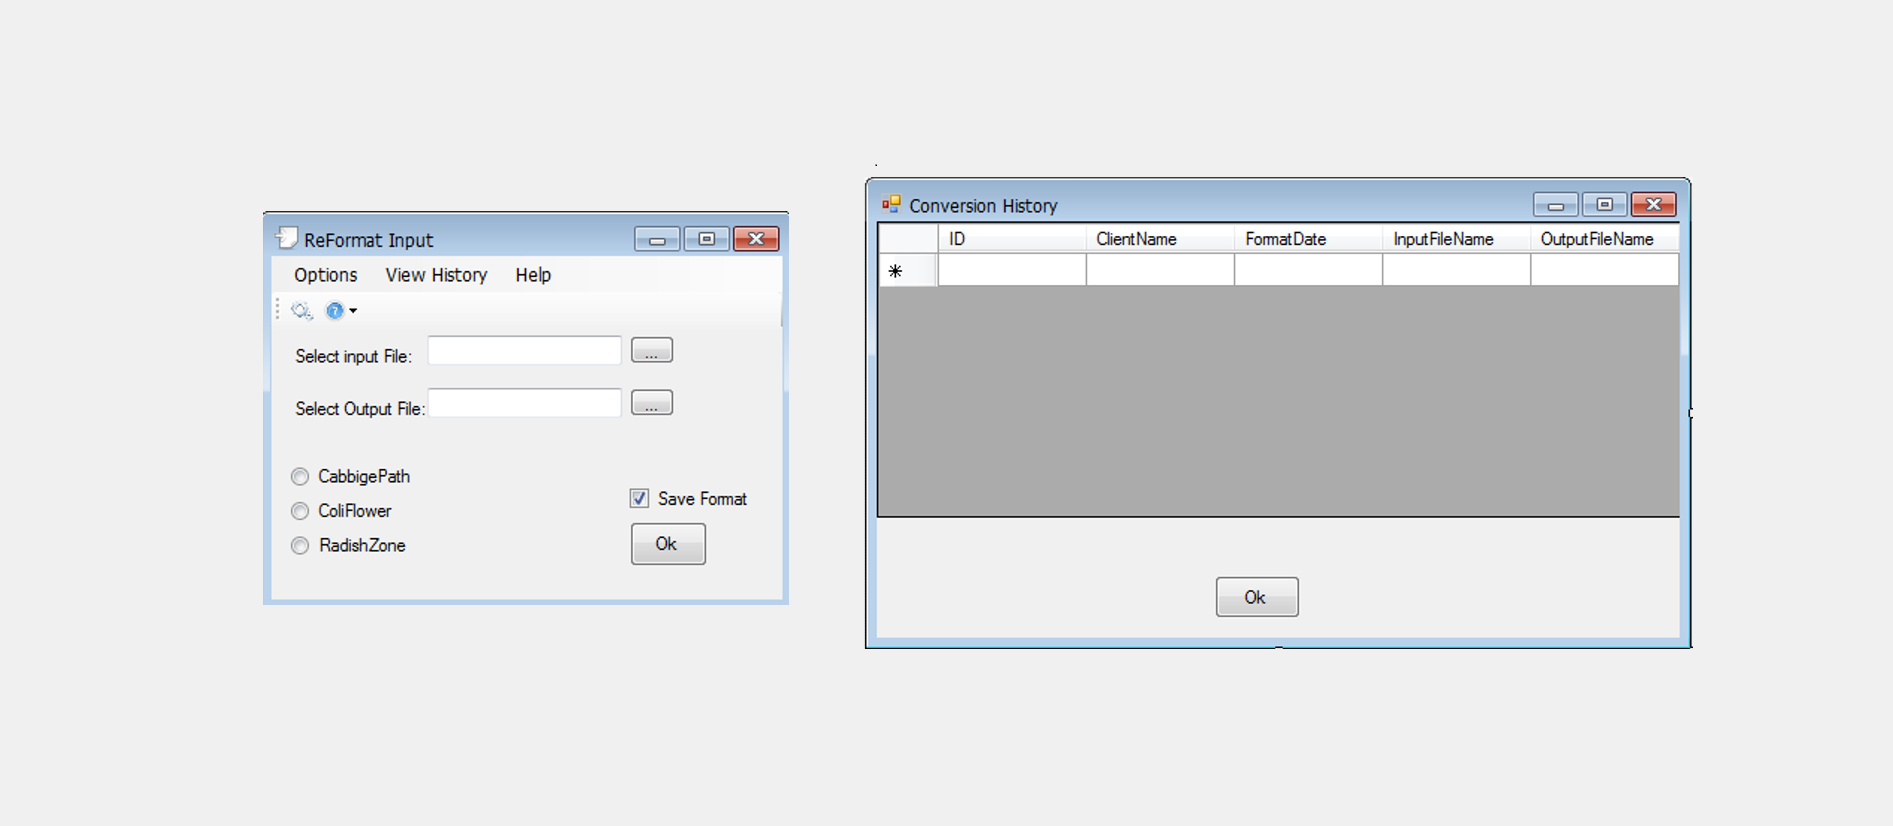 ReFormat Input
Options View History Help
Select input File: ...
Select Output File: ...
CabbigePath
ColiFlower
RadishZone
Save Format
Ok
Conversion History
ID ClientName FormatDate InputFileName OutputFileName
Ok